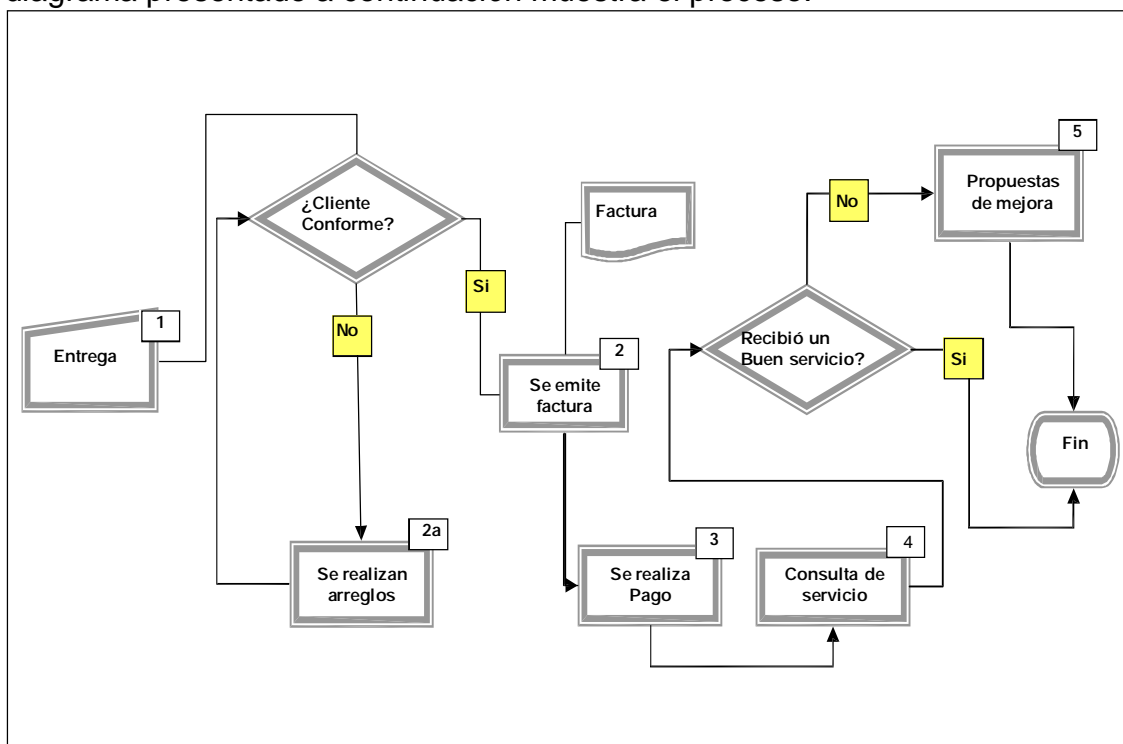 diagrama presentado a continuación muestra el proceso:
1
Entrega
¿Cliente
Conforme?
No
Si
2a
Se realizan
arreglos
Factura
2
Se emite
factura
3
Se realiza
Pago
4
Consulta de
servicio
Recibió un
Buen servicio?
No
Si
5
Propuestas
de mejora
Fin